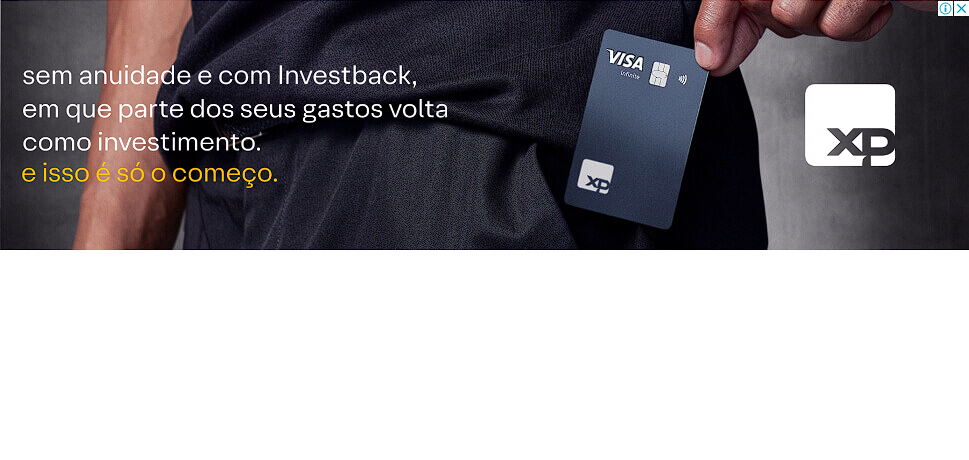 sem anuidade e com Investback,
em que parte dos seus gastos volta
como investimento.
e isso é só o começo.
VISA
Infinite
xp
xp